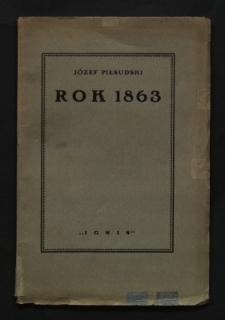 JÓZEF PIŁSUDSKI
ROK 1863
„IGNIS"